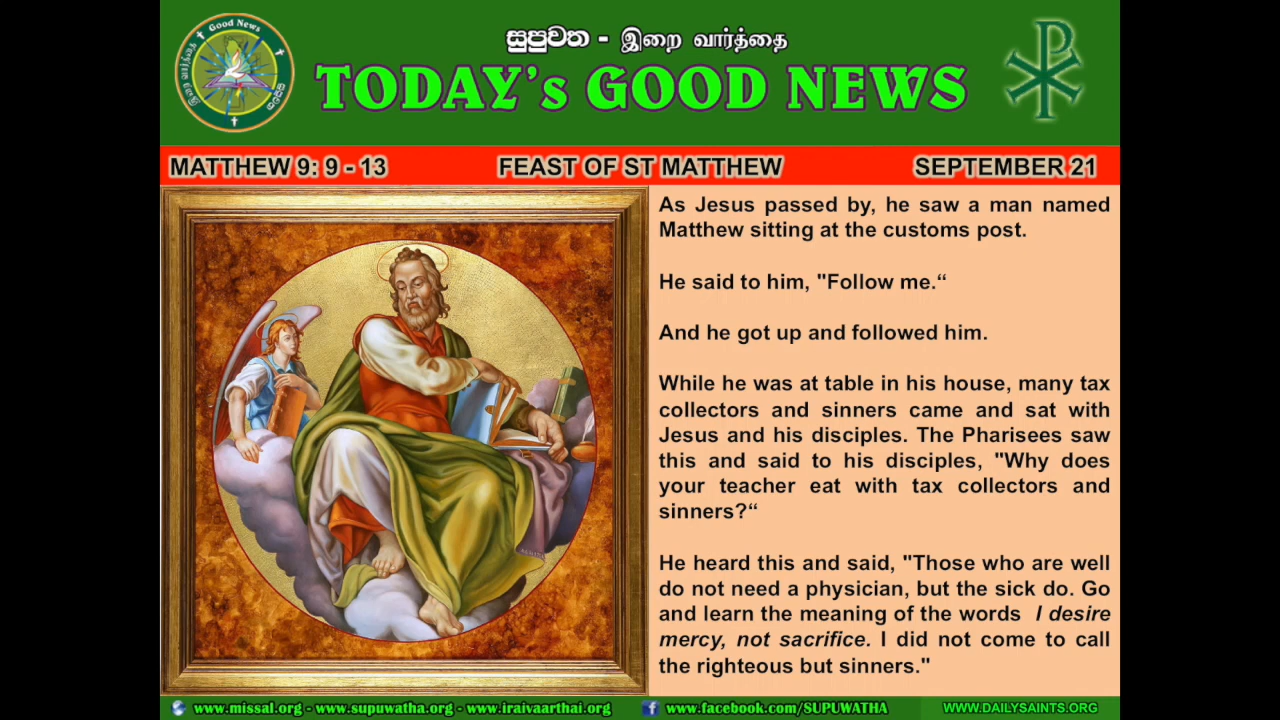 Good News
இறை வார்த்தை
සුපුවත
සුපුවත - இறை வார்த்தை
TODAY's GOOD NEWS
MATTHEW 9: 9 - 13 FEAST OF ST MATTHEW SEPTEMBER 21
As Jesus passed by, he saw a man named
Matthew sitting at the customs post.
He said to him, "Follow me.“
And he got up and followed him.
While he was at table in his house, many tax
collectors and sinners came and sat with
Jesus and his disciples. The Pharisees saw
this and said to his disciples, "Why does
your teacher eat with tax collectors and
sinners?“
He heard this and said, "Those who are well
do not need a physician, but the sick do. Go
and learn the meaning of the words I desire
mercy, not sacrifice. I did not come to call
the righteous but sinners."
www.missal.org - www.supuwatha.org - www.iraivaarthai.org www.facebook.com/SUPUWATHA WWW.DAILYSAINTS.ORG